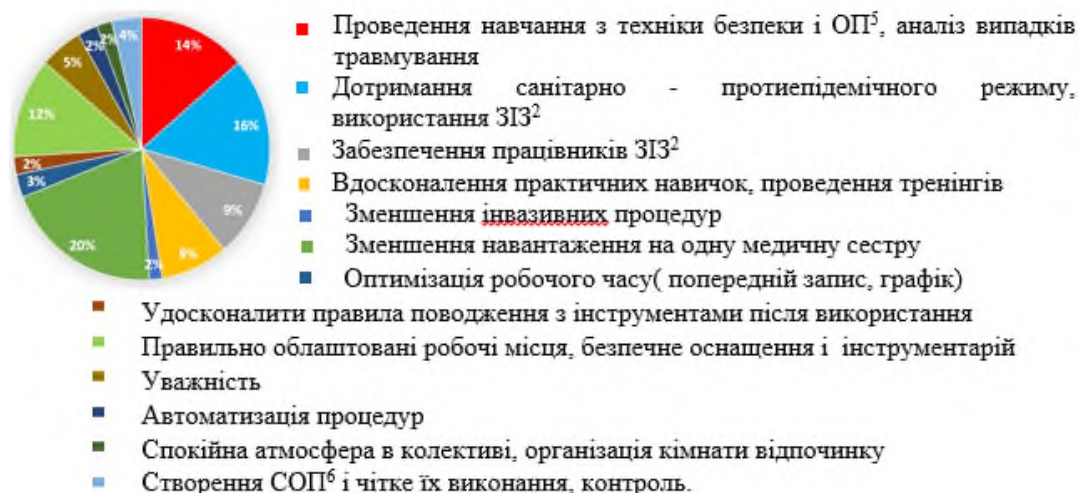 14%
16%
9%
9%
2%
20%
3%
2%
12%
5%
2%
2%
4%
Проведення навчання з техніки безпеки і ОП⁵, аналіз випадків
травмування
Дотримання санітарно - протиепідемічного режиму,
використання ЗІЗ²
Забезпечення працівників ЗІЗ²
Вдосконалення практичних навичок, проведення тренінгів
Зменшення інвазивних процедур
Зменшення навантаження на одну медичну сестру
Оптимізація робочого часу( попередній запис, графік)
Удосконалити правила поводження з інструментами після використання
Правильно облаштовані робочі місця, безпечне оснащення і інструментарій
Уважність
Автоматизація процедур
Спокійна атмосфера в колективі, організація кімнати відпочинку
Створення СОП⁶ і чітке їх виконання, контроль.